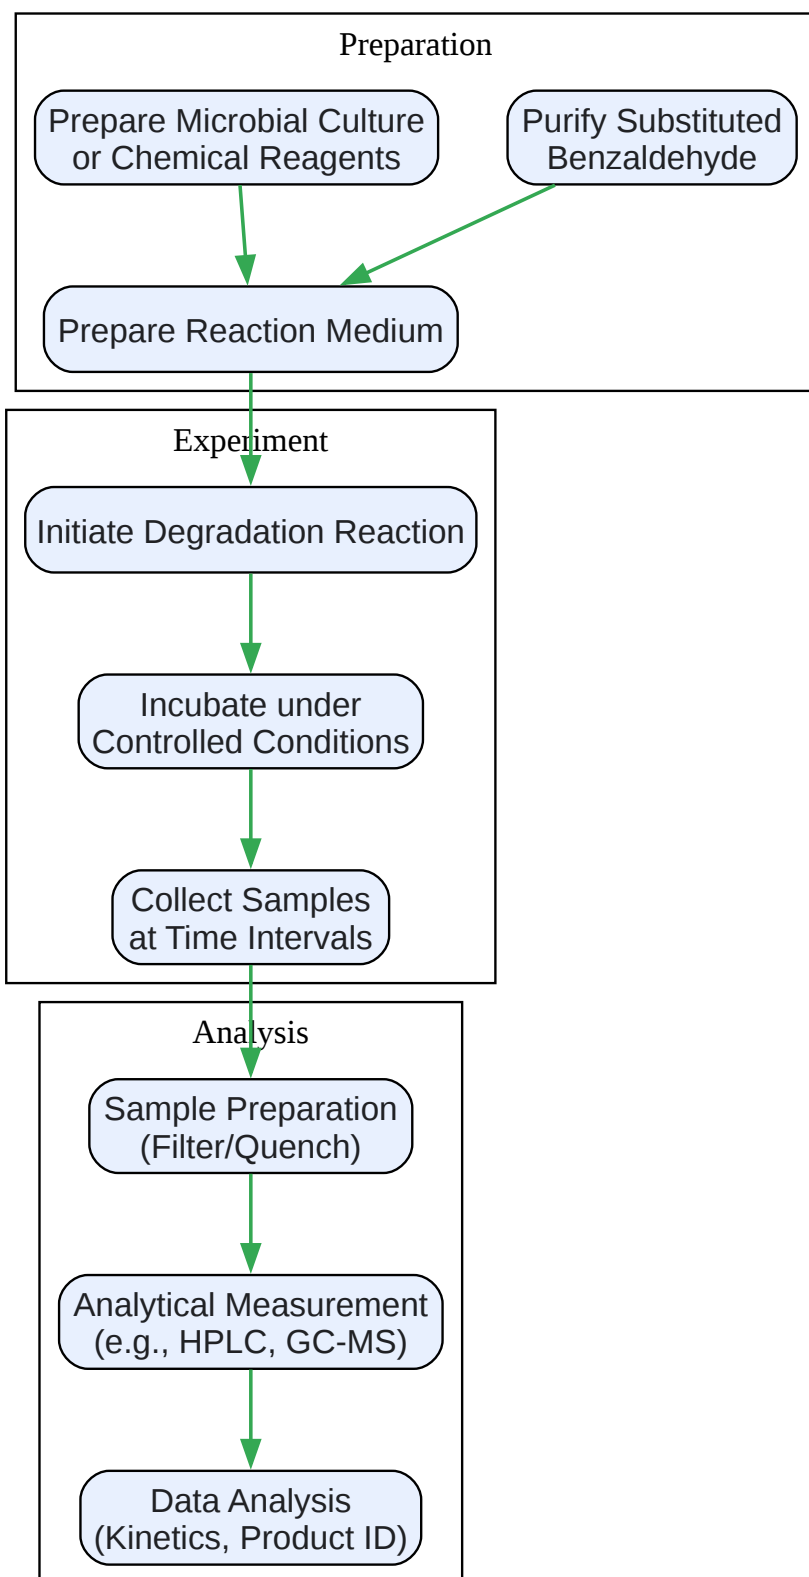 Preparation
Prepare Microbial Culture
or Chemical Reagents
Purify Substituted
Benzaldehyde
Prepare Reaction Medium
Experiment
Initiate Degradation Reaction
Incubate under
Controlled Conditions
Collect Samples
at Time Intervals
Analysis
Sample Preparation
(Filter/Quench)
Analytical Measurement
(e.g., HPLC, GC-MS)
Data Analysis
(Kinetics, Product ID)